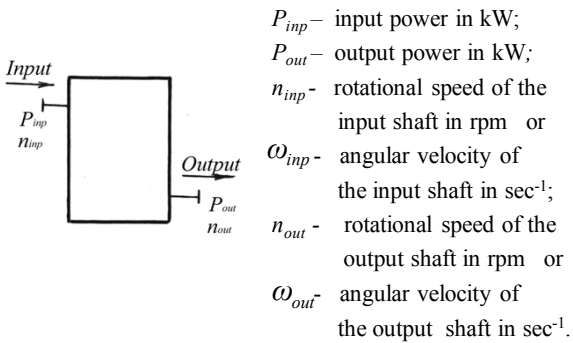 Input
P_inp
n_inp
Output
P_out
n_out
P_inp – input power in kW;
P_out – output power in kW;
n_inp - rotational speed of the
input shaft in rpm or
ω_inp - angular velocity of
the input shaft in sec⁻¹;
n_out - rotational speed of the
output shaft in rpm or
ω_out- angular velocity of
the output shaft in sec⁻¹.